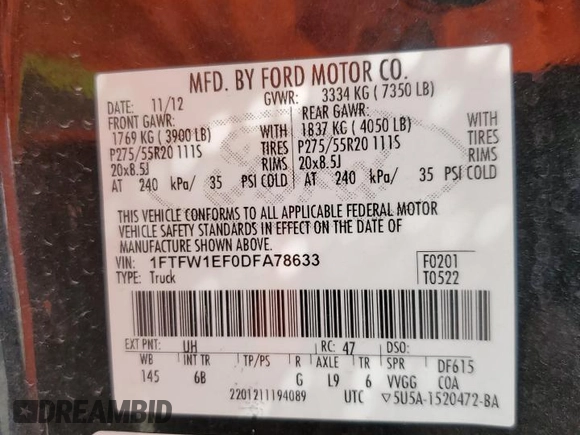 MFD. BY FORD MOTOR CO.
DATE: 11/12 GVWR: 3334 KG ( 7350 LB)
FRONT GAWR: REAR GAWR:
1769 KG ( 3900 LB) WITH 1837 KG ( 4050 LB) WITH
P275/55R20 111S TIRES P275/55R20 111S TIRES
20x8.5J RIMS 20x8.5J RIMS
AT 240 kPa/ 35 PSI COLD AT 240 kPa/ 35 PSI COLD
THIS VEHICLE CONFORMS TO ALL APPLICABLE FEDERAL MOTOR
VEHICLE SAFETY STANDARDS IN EFFECT ON THE DATE OF
MANUFACTURE SHOWN ABOVE.
VIN: 1FTFW1EF0DFA78633 F0201
TYPE: Truck T0522
EXT PNT: UH RC: 47 DSO:
WB INT TR TP/PS R AXLE TR SPR DF615
145 6B G L9 6 VVGG COA
2201211194089 UTC ▽5U5A-1520472-BA
DREAMBID